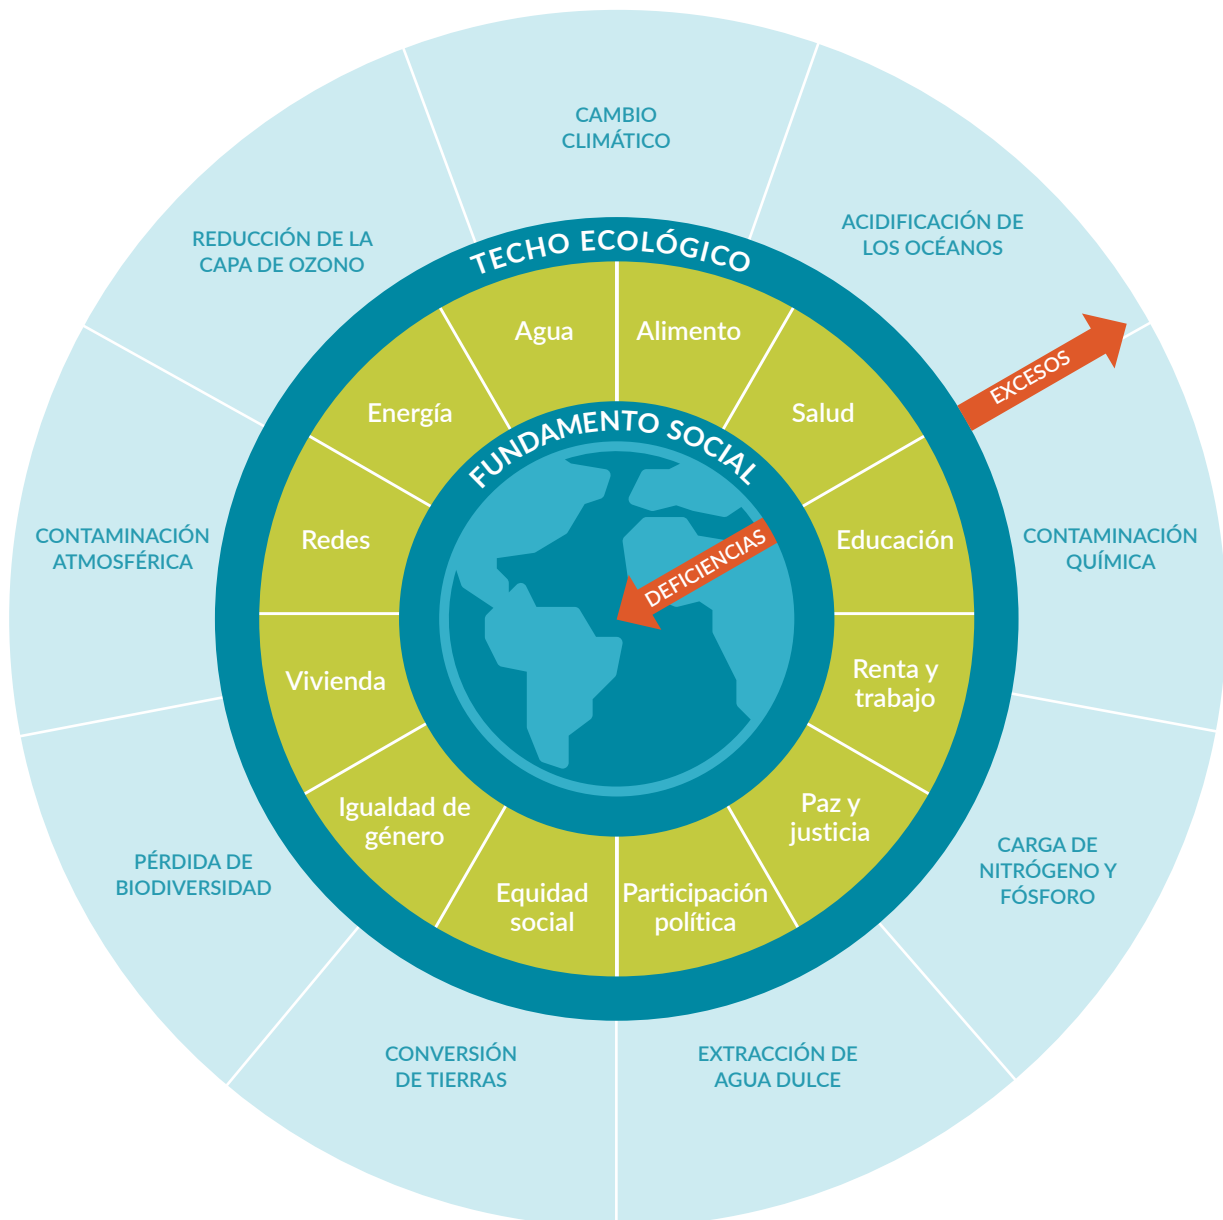 CAMBIO
CLIMÁTICO
ACIDIFICACIÓN DE
LOS OCÉANOS
REDUCCIÓN DE LA
CAPA DE OZONO
TECHO ECOLÓGICO
Agua
Alimento
EXCESOS
Energía
Salud
FUNDAMENTO SOCIAL
CONTAMINACIÓN
ATMOSFÉRICA
Redes
DEFICIENCIAS
Educación
CONTAMINACIÓN
QUÍMICA
Vivienda
Renta y
trabajo
Igualdad de
género
Paz y
justicia
PÉRDIDA DE
BIODIVERSIDAD
Equidad
social
Participación
política
CARGA DE
NITRÓGENO Y
FÓSFORO
CONVERSIÓN
DE TIERRAS
EXTRACCIÓN DE
AGUA DULCE